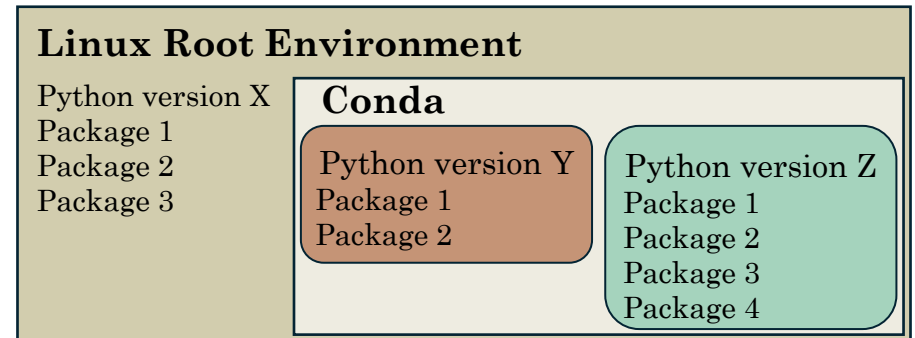 Linux Root Environment
Python version X
Package 1
Package 2
Package 3
Conda
Python version Y
Package 1
Package 2
Python version Z
Package 1
Package 2
Package 3
Package 4